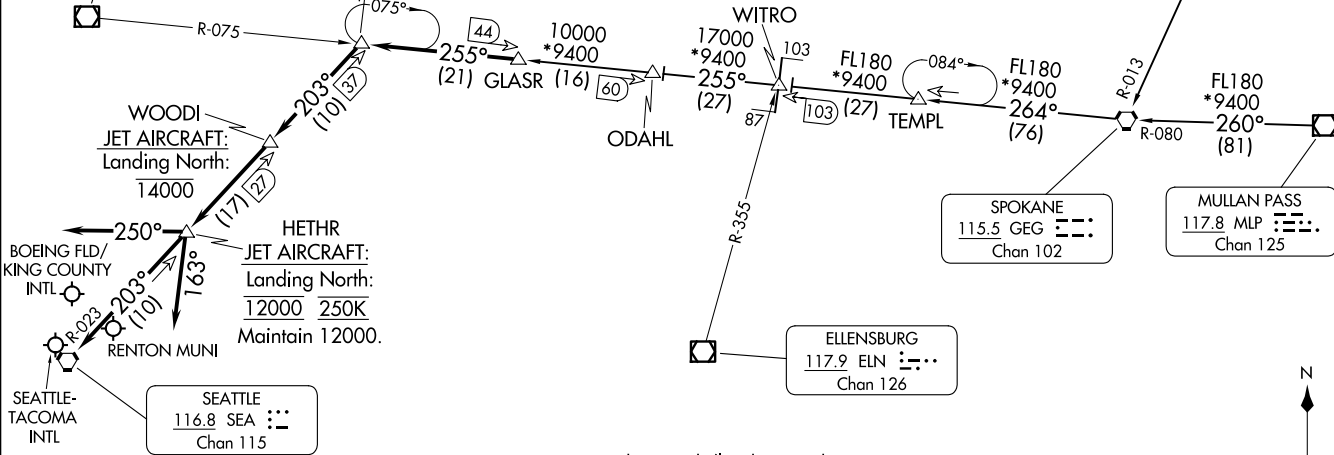 075°
R-075
44
255°
(21)
GLASR
10000
*9400
(16)
60
ODAHL
WITRO
17000
*9400
255°
(27)
103
87
103
FL180
*9400
(27)
084°
TEMPL
FL180
*9400
264°
(76)
R-013
R-080
FL180
*9400
260°
(81)
203°
(10)
37
WOODI
JET AIRCRAFT:
Landing North:
14000
(17)
27
250°
HETHR
JET AIRCRAFT:
Landing North:
12000 250K
Maintain 12000.
163°
203°
(10)
R-023
BOEING FLD/
KING COUNTY
INTL
RENTON MUNI
SEATTLE-
TACOMA
INTL
SEATTLE
116.8 SEA
Chan 115
R-355
ELLENSBURG
117.9 ELN
Chan 126
SPOKANE
115.5 GEG
Chan 102
MULLAN PASS
117.8 MLP
Chan 125
N